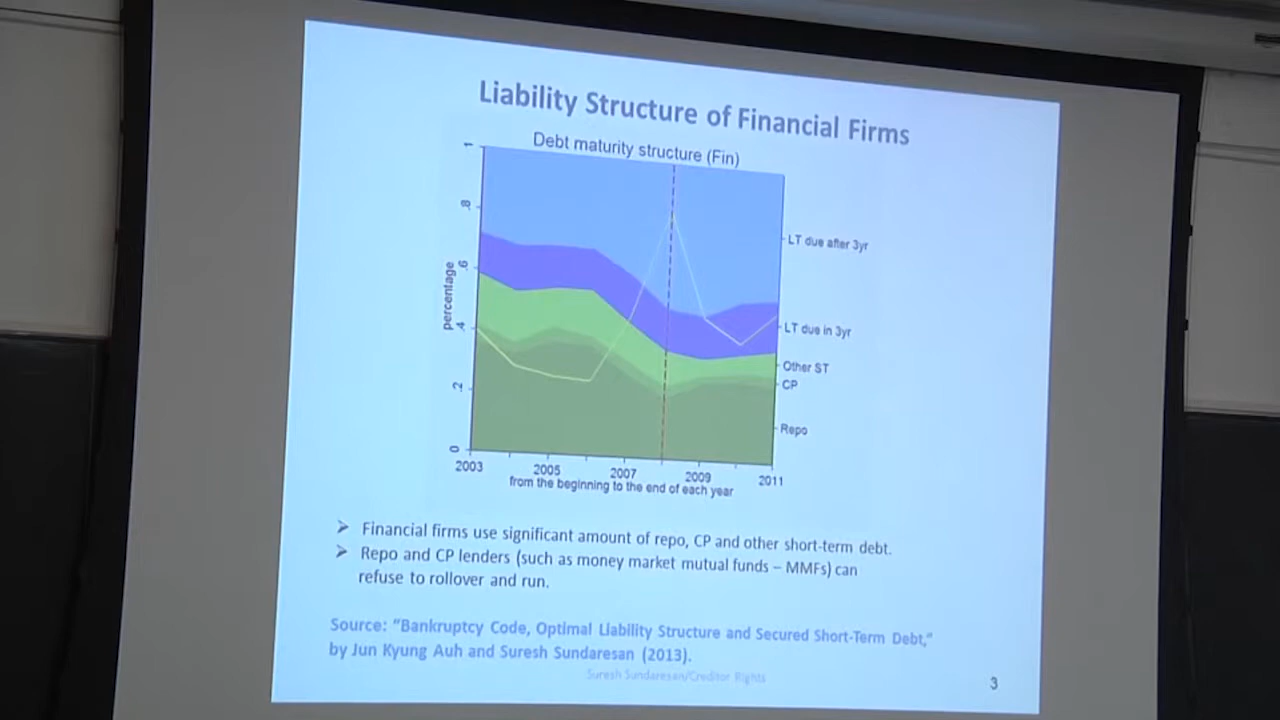 Liability Structure of Financial Firms
Debt maturity structure (Fin)
percentage
1
.8
.6
.4
.2
0
LT due after 3yr
LT due in 3yr
Other ST
CP
Repo
2003 2005 2007 2009 2011
from the beginning to the end of each year
➢ Financial firms use significant amount of repo, CP and other short-term debt.
➢ Repo and CP lenders (such as money market mutual funds – MMFs) can
refuse to rollover and run.
Source: "Bankruptcy Code, Optimal Liability Structure and Secured Short-Term Debt,"
by Jun Kyung Auh and Suresh Sundaresan (2013).
Suresh Sundaresan/Creditor Rights
3